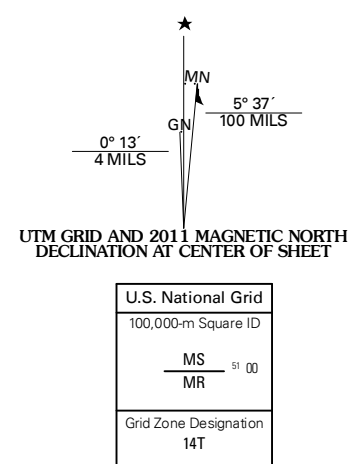 ★
MN
5° 37´
100 MILS
GN
0° 13´
4 MILS
UTM GRID AND 2011 MAGNETIC NORTH
DECLINATION AT CENTER OF SHEET
U.S. National Grid
100,000-m Square ID
MS
51 00
MR
Grid Zone Designation
14T